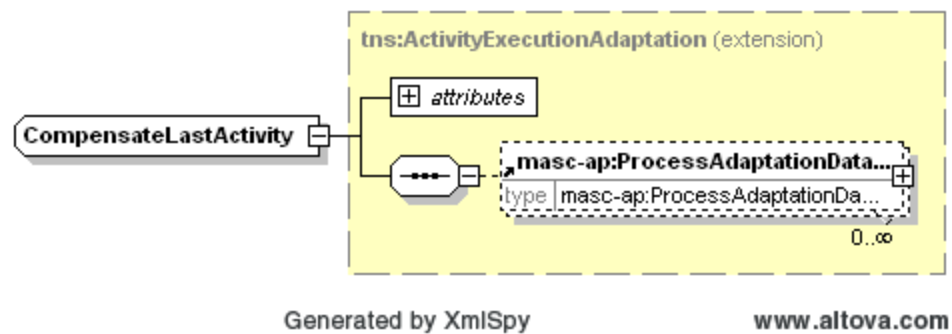 tns:ActivityExecutionAdaptation (extension)
attributes
CompensateLastActivity
masc-ap:ProcessAdaptationData...
type masc-ap:ProcessAdaptationDa...
0..∞
Generated by XmlSpy www.altova.com